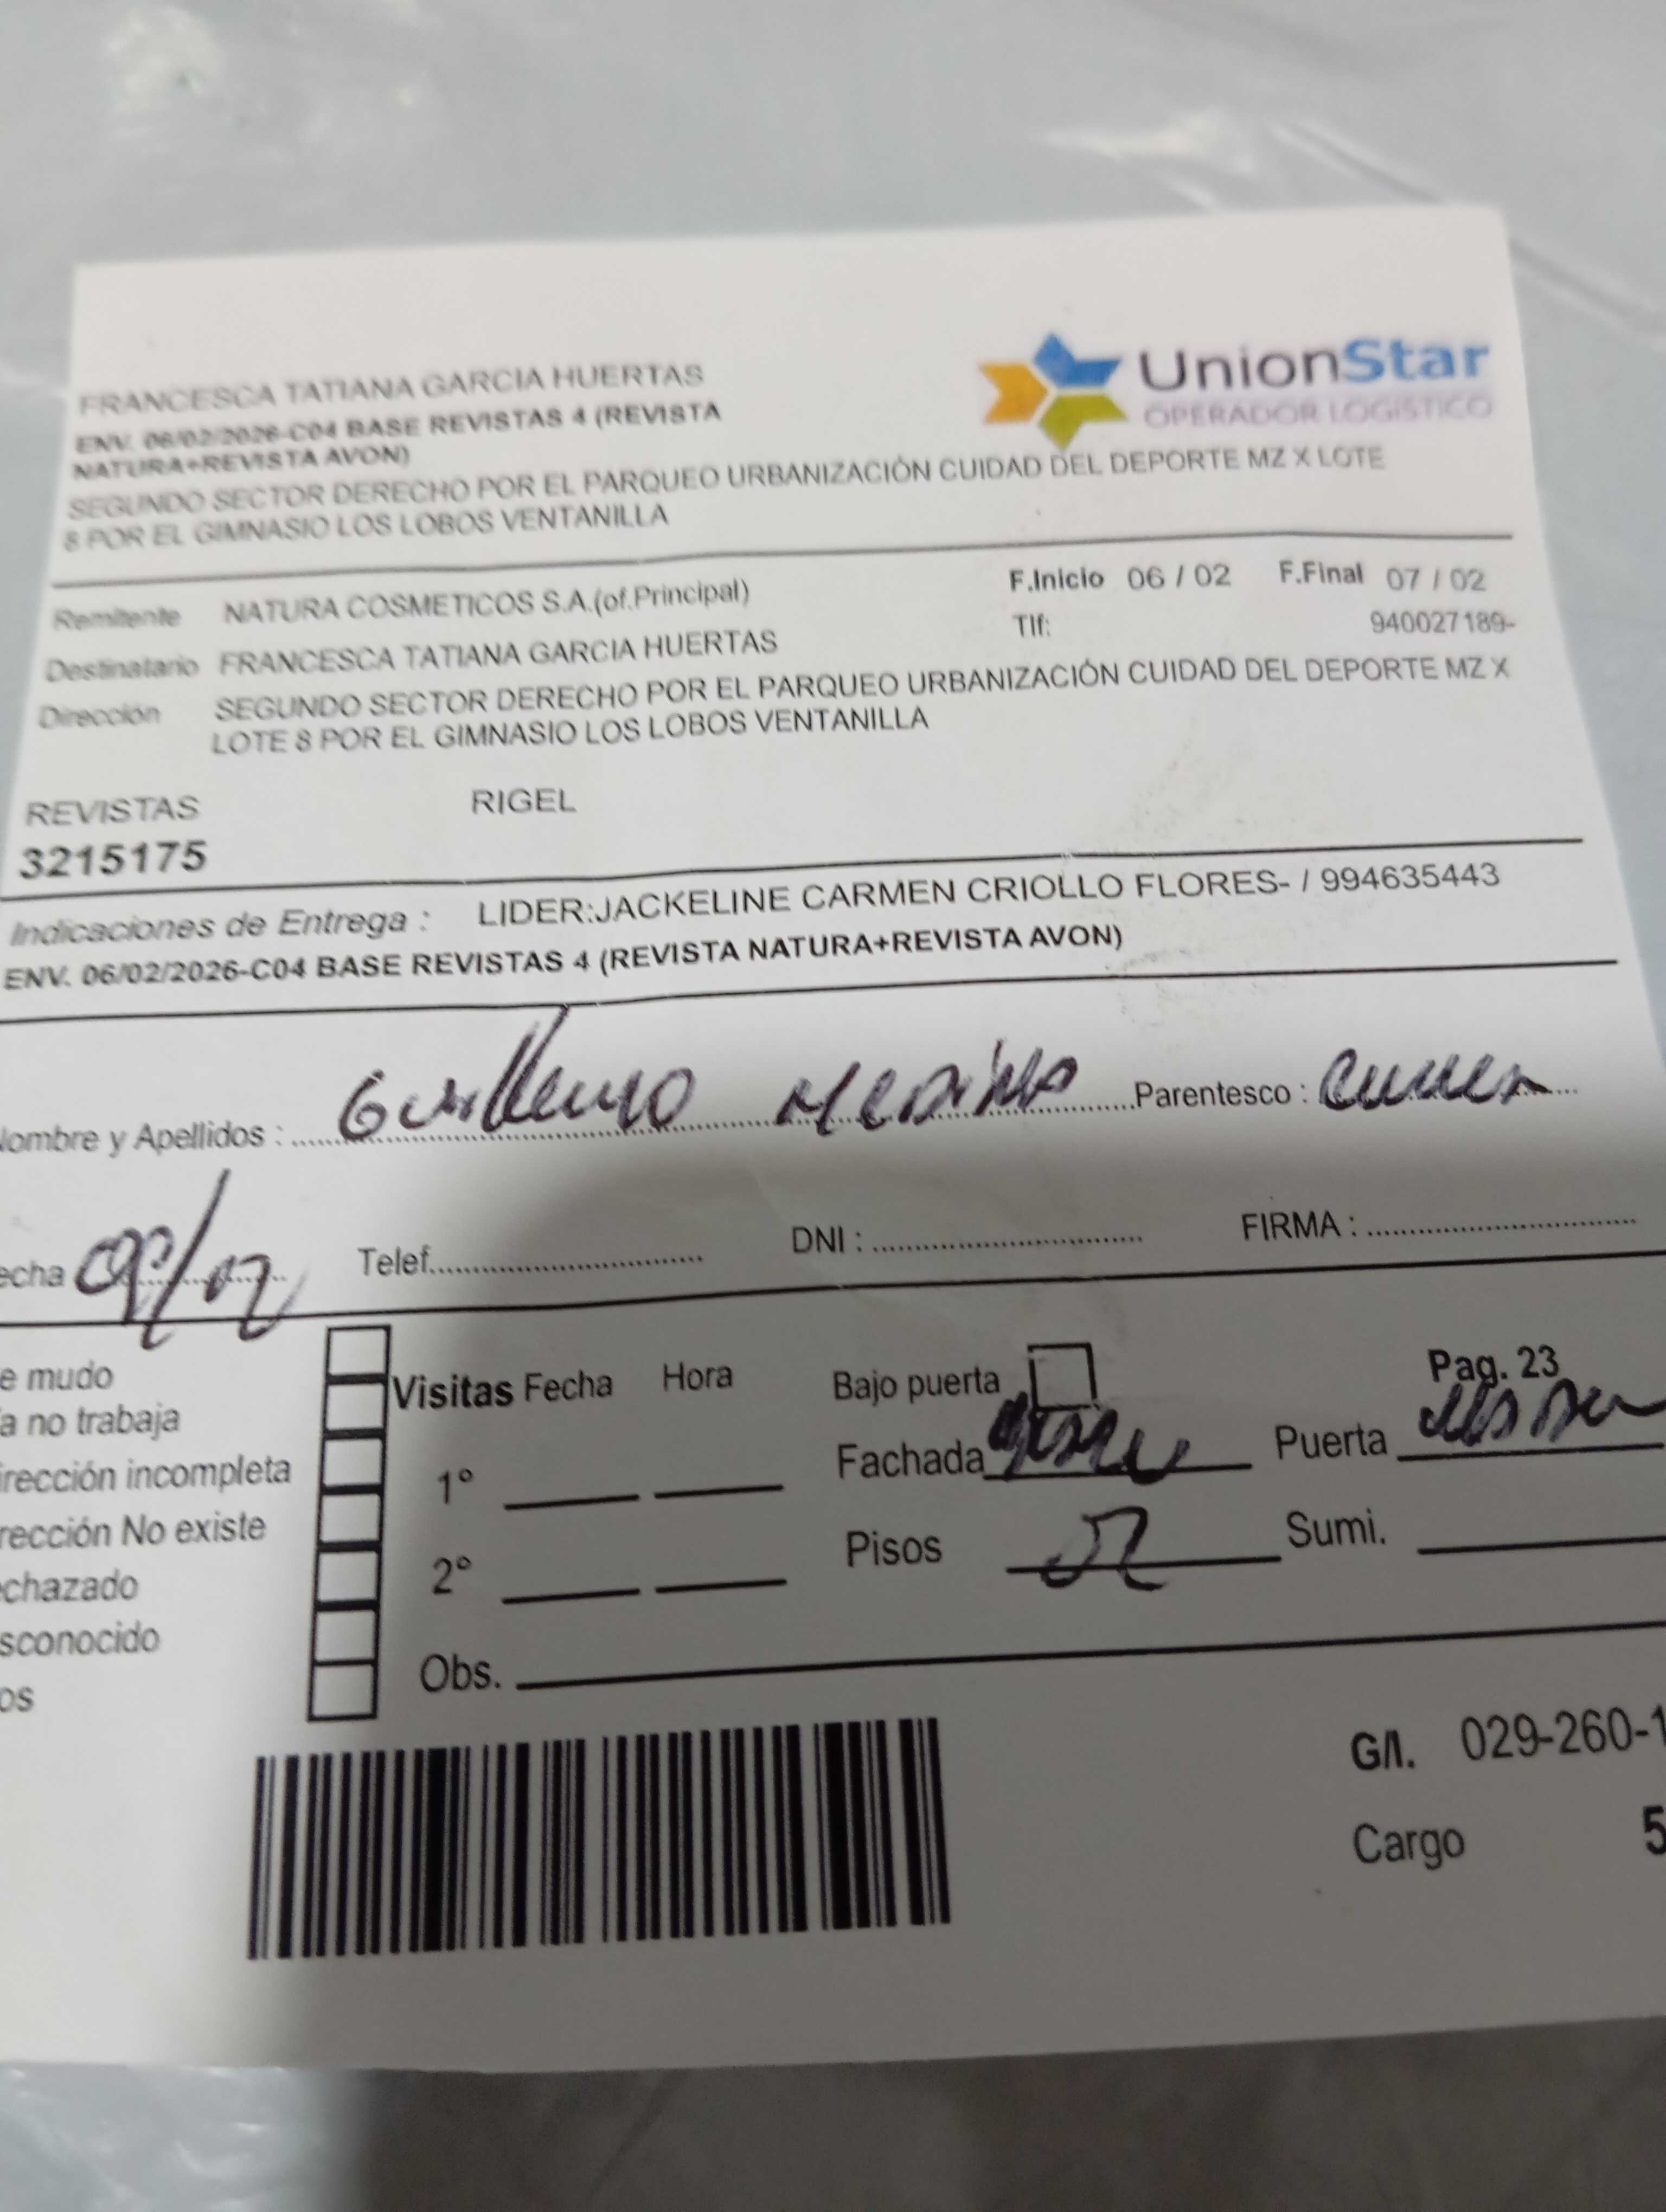 FRANCESCA TATIANA GARCIA HUERTAS
ENV. 06/02/2026-C04 BASE REVISTAS 4 (REVISTA
NATURA+REVISTA AVON)
SEGUNDO SECTOR DERECHO POR EL PARQUEO URBANIZACIÓN CUIDAD DEL DEPORTE MZ X LOTE
8 POR EL GIMNASIO LOS LOBOS VENTANILLA
UnionStar
OPERADOR LOGÍSTICO
Remitente NATURA COSMETICOS S.A.(of.Principal) F.Inicio 06 / 02 F.Final 07 / 02
Tlf: 940027189-
Destinatario FRANCESCA TATIANA GARCIA HUERTAS
Dirección SEGUNDO SECTOR DERECHO POR EL PARQUEO URBANIZACIÓN CUIDAD DEL DEPORTE MZ X
LOTE 8 POR EL GIMNASIO LOS LOBOS VENTANILLA
REVISTAS RIGEL
3215175
Indicaciones de Entrega : LIDER:JACKELINE CARMEN CRIOLLO FLORES- / 994635443
ENV. 06/02/2026-C04 BASE REVISTAS 4 (REVISTA NATURA+REVISTA AVON)
Nombre y Apellidos : Guillermo Medina Parentesco :
echa Telef. DNI : FIRMA :
e mudo
a no trabaja
irección incompleta
rección No existe
chazado
sconocido
os
Visitas Fecha Hora
1°
2°
Obs.
Bajo puerta Pag. 23
Fachada Puerta
Pisos 02 Sumi.
G/I. 029-260-1
Cargo 5